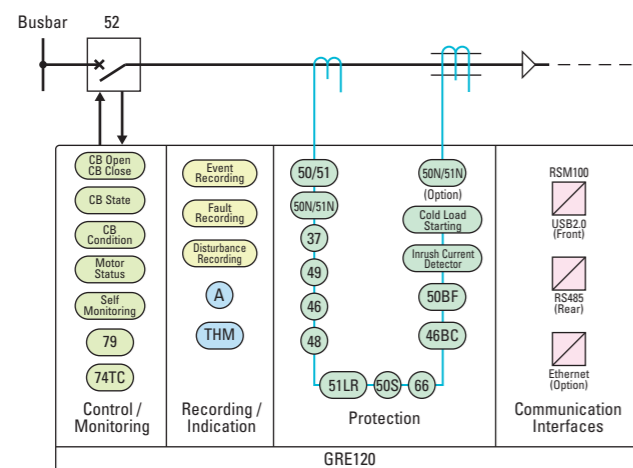 Busbar
52
CB Open
CB Close
CB State
CB
Condition
Motor
Status
Self
Monitoring
79
74TC
Control /
Monitoring
Event
Recording
Fault
Recording
Disturbance
Recording
A
THM
Recording /
Indication
50/51
50N/51N
37
49
46
48
51LR
50S
66
50N/51N
(Option)
Cold Load
Starting
Inrush Current
Detector
50BF
46BC
Protection
RSM100
USB2.0
(Front)
RS485
(Rear)
Ethernet
(Option)
Communication
Interfaces
GRE120